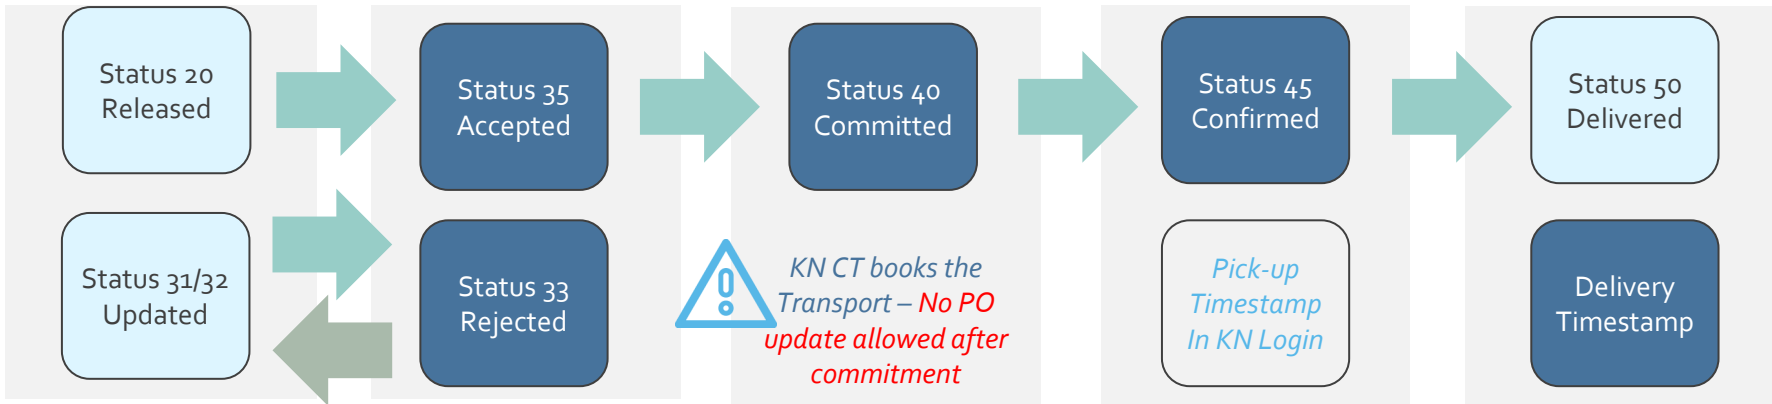 Status 20
Released
Status 31/32
Updated
Status 35
Accepted
Status 33
Rejected
Status 40
Committed
KN CT books the
Transport – No PO
update allowed after
commitment
Status 45
Confirmed
Pick-up
Timestamp
In KN Login
Status 50
Delivered
Delivery
Timestamp